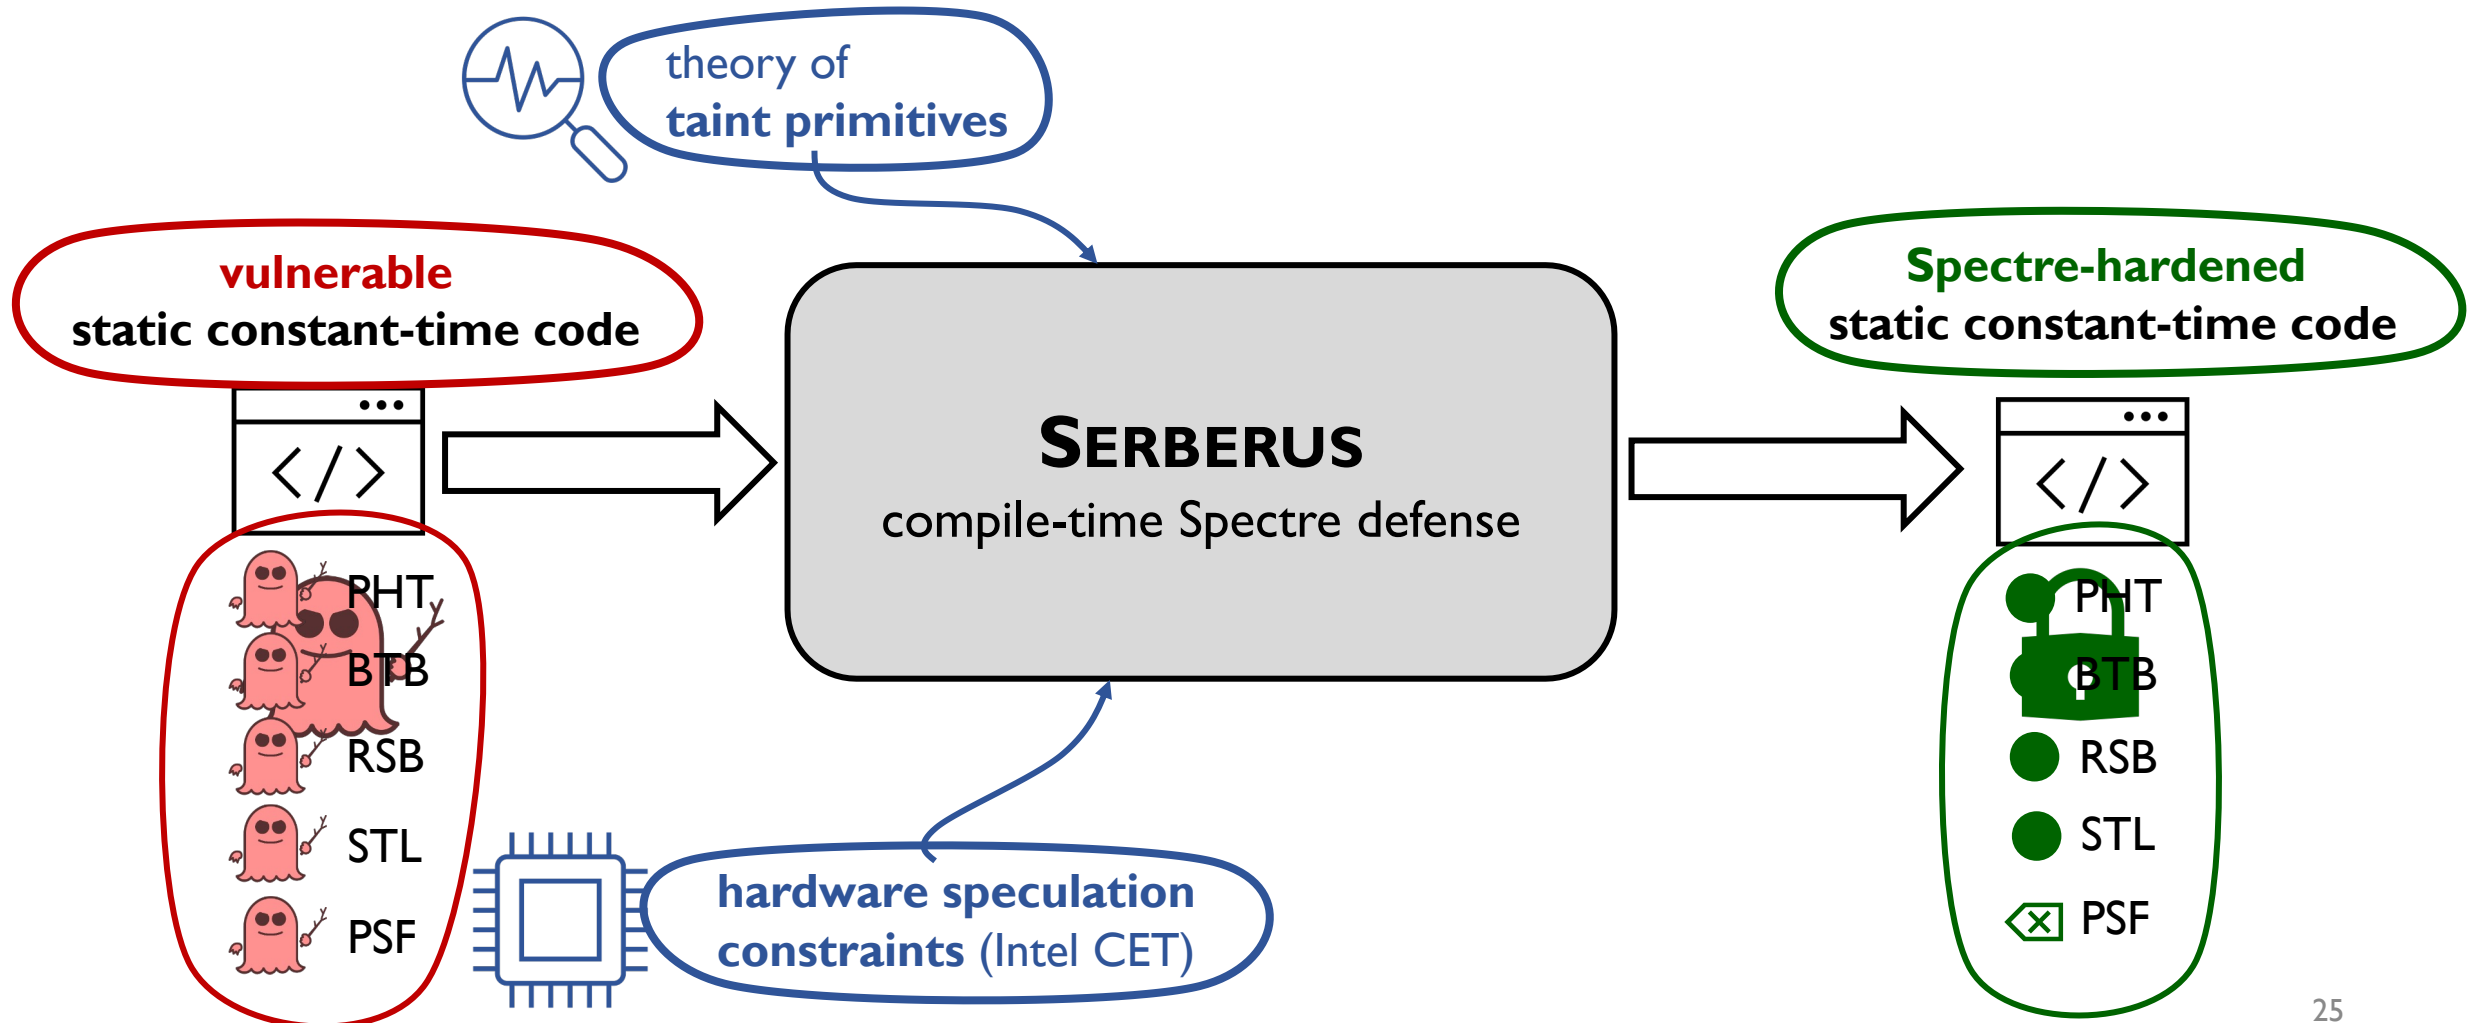 theory of
taint primitives
vulnerable
static constant-time code
Spectre-hardened
static constant-time code
</>
</>
SERBERUS
compile-time Spectre defense
PHT
BTB
RSB
STL
PSF
PHT
BTB
RSB
STL
PSF
hardware speculation
constraints (Intel CET)
25